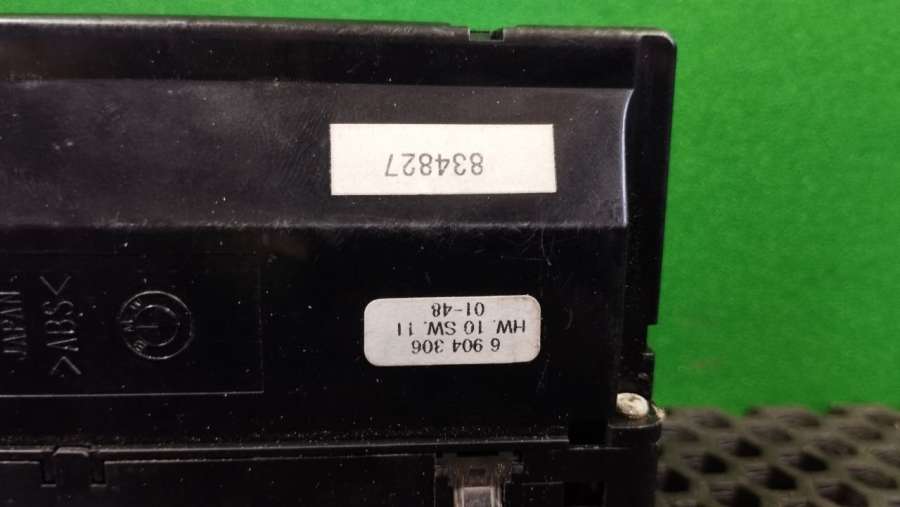 834827
6 904 306
HW. 10 SW. 11
01-48
JAPAN
>ABS<